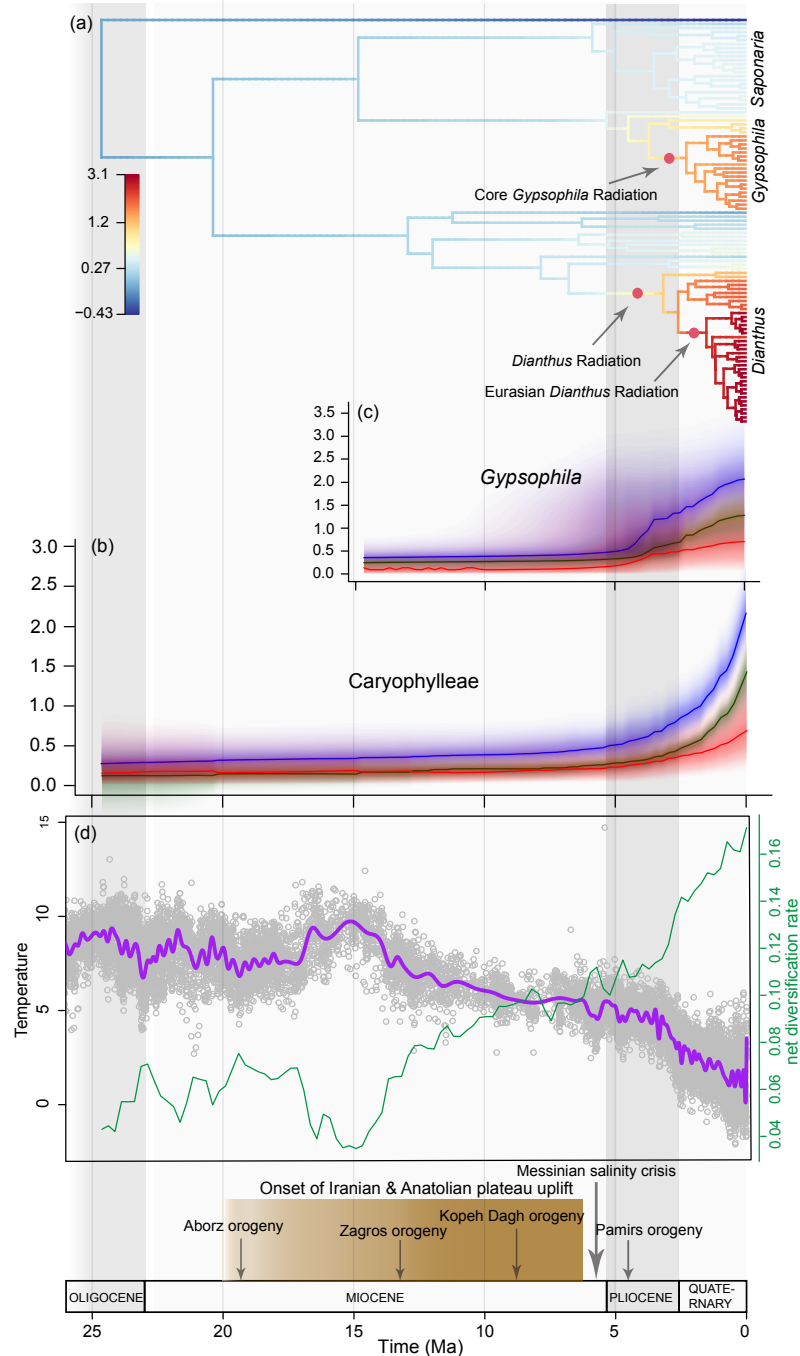 (a)
Saponaria
Gypsophila
Dianthus
3.1
1.2
0.27
−0.43
Core Gypsophila Radiation
Dianthus Radiation
Eurasian Dianthus Radiation
(c)
Gypsophila
3.5
3.0
2.5
2.0
1.5
1.0
0.5
0.0
(b)
Caryophylleae
3.0
2.5
2.0
1.5
1.0
0.5
0.0
(d)
Temperature
15
10
5
0
net diversification rate
0.16
0.14
0.12
0.10
0.08
0.06
0.04
Messinian salinity crisis
Onset of Iranian & Anatolian plateau uplift
Aborz orogeny
Zagros orogeny
Kopeh Dagh orogeny
Pamirs orogeny
OLIGOCENE
MIOCENE
PLIOCENE
QUATE-
RNARY
25 20 15 10 5 0
Time (Ma)